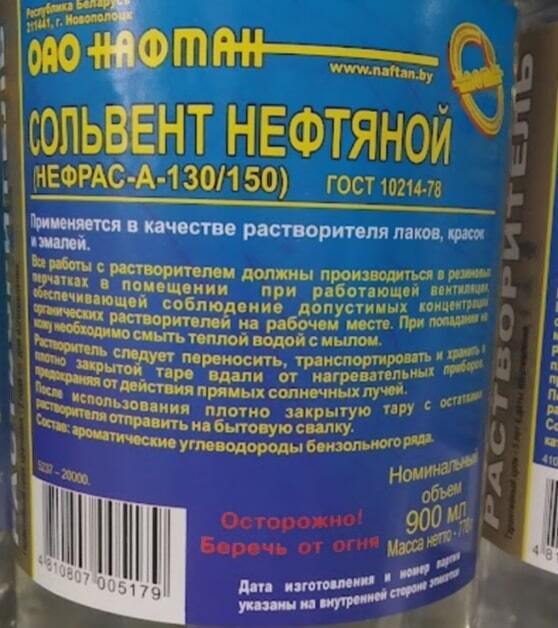 Республика Беларусь
211441, г. Новополоцк
ОАО НАФТАН
www.naftan.by
СОЛЬВЕНТ НЕФТЯНОЙ
(НЕФРАС-А-130/150) ГОСТ 10214-78
Применяется в качестве растворителя лаков, красок
и эмалей.
Все работы с растворителем должны производиться в резиновых
перчатках в помещении при работающей вентиляции,
обеспечивающей соблюдение допустимых концентраций
органических растворителей на рабочем месте. При попадании на
кожу необходимо смыть теплой водой с мылом.
Растворитель следует переносить, транспортировать и хранить в
плотно закрытой таре вдали от нагревательных приборов,
предохраняя от действия прямых солнечных лучей.
После использования плотно закрытую тару с остатками
растворителя отправить на бытовую свалку.
Состав: ароматические углеводороды бензольного ряда.
5237 - 20000.
Номинальный
объем
900 мл
Масса нетто - 770 г
Осторожно!
Беречь от огня
4 810807 005179
Дата изготовления и номер партии
указаны на внутренней стороне этикетки
РАСТВОРИТЕЛЬ